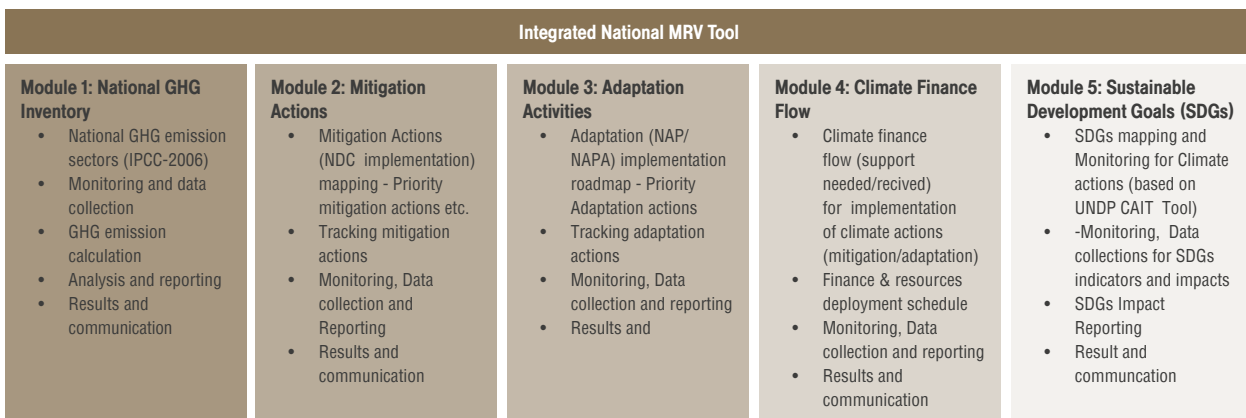 Integrated National MRV Tool
Module 1: National GHG
Inventory
• National GHG emission
sectors (IPCC-2006)
• Monitoring and data
collection
• GHG emission
calculation
• Analysis and reporting
• Results and
communication
Module 2: Mitigation
Actions
• Mitigation Actions
(NDC implementation)
mapping - Priority
mitigation actions etc.
• Tracking mitigation
actions
• Monitoring, Data
collection and
Reporting
• Results and
communication
Module 3: Adaptation
Activities
• Adaptation (NAP/
NAPA) implementation
roadmap - Priority
Adaptation actions
• Tracking adaptation
actions
• Monitoring, Data
collection and reporting
• Results and
Module 4: Climate Finance
Flow
• Climate finance
flow (support
needed/recived)
for implementation
of climate actions
(mitigation/adaptation)
• Finance & resources
deployment schedule
• Monitoring, Data
collection and reporting
• Results and
communication
Module 5: Sustainable
Development Goals (SDGs)
• SDGs mapping and
Monitoring for Climate
actions (based on
UNDP CAIT Tool)
• -Monitoring, Data
collections for SDGs
indicators and impacts
• SDGs Impact
Reporting
• Result and
communcation